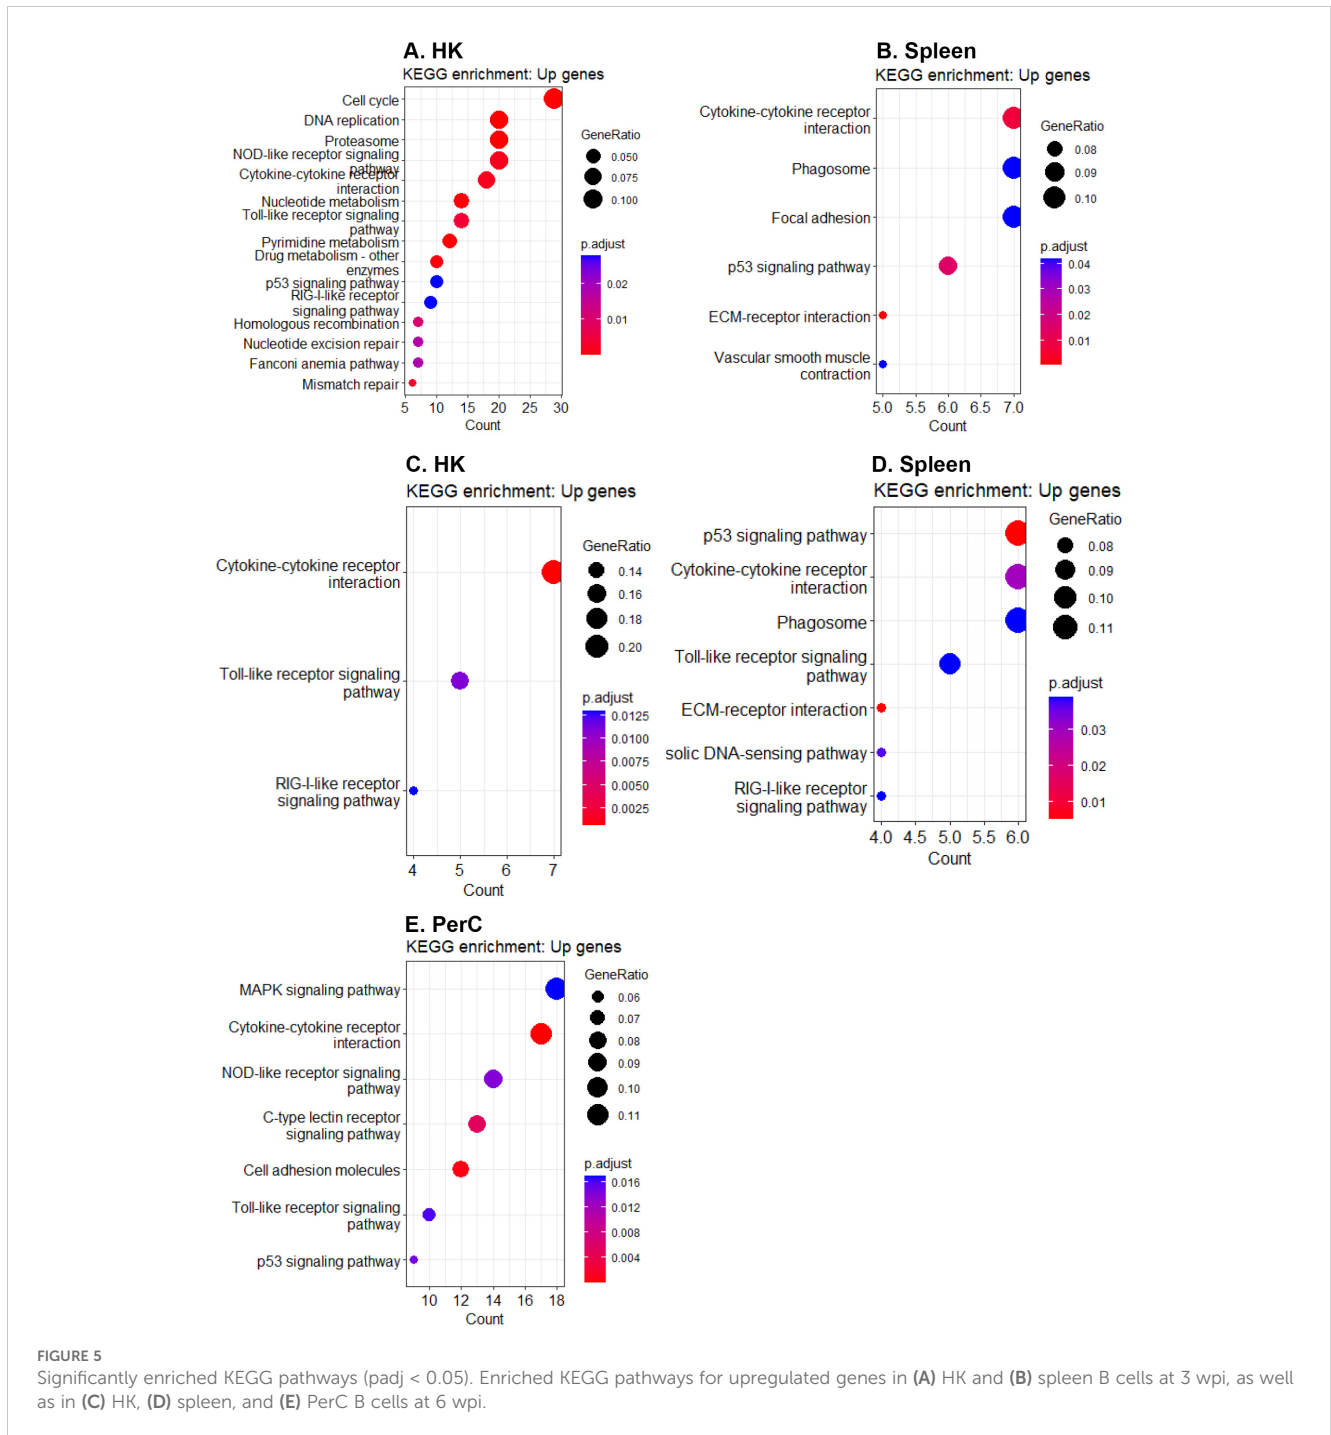 A. HK
KEGG enrichment: Up genes
Cell cycle
DNA replication
Proteasome
NOD-like receptor signaling
pathway
Cytokine-cytokine receptor
interaction
Nucleotide metabolism
Toll-like receptor signaling
pathway
Pyrimidine metabolism
Drug metabolism - other
enzymes
p53 signaling pathway
RIG-I-like receptor
signaling pathway
Homologous recombination
Nucleotide excision repair
Fanconi anemia pathway
Mismatch repair
5 10 15 20 25 30
Count
GeneRatio
0.050
0.075
0.100
p.adjust
0.02
0.01
B. Spleen
KEGG enrichment: Up genes
Cytokine-cytokine receptor
interaction
Phagosome
Focal adhesion
p53 signaling pathway
ECM-receptor interaction
Vascular smooth muscle
contraction
5.0 5.5 6.0 6.5 7.0
Count
GeneRatio
0.08
0.09
0.10
p.adjust
0.04
0.03
0.02
0.01
C. HK
KEGG enrichment: Up genes
Cytokine-cytokine receptor
interaction
Toll-like receptor signaling
pathway
RIG-I-like receptor
signaling pathway
4 5 6 7
Count
GeneRatio
0.14
0.16
0.18
0.20
p.adjust
0.0125
0.0100
0.0075
0.0050
0.0025
D. Spleen
KEGG enrichment: Up genes
p53 signaling pathway
Cytokine-cytokine receptor
interaction
Phagosome
Toll-like receptor signaling
pathway
ECM-receptor interaction
solic DNA-sensing pathway
RIG-I-like receptor
signaling pathway
4.0 4.5 5.0 5.5 6.0
Count
GeneRatio
0.08
0.09
0.10
0.11
p.adjust
0.03
0.02
0.01
E. PerC
KEGG enrichment: Up genes
MAPK signaling pathway
Cytokine-cytokine receptor
interaction
NOD-like receptor signaling
pathway
C-type lectin receptor
signaling pathway
Cell adhesion molecules
Toll-like receptor signaling
pathway
p53 signaling pathway
10 12 14 16 18
Count
GeneRatio
0.06
0.07
0.08
0.09
0.10
0.11
p.adjust
0.016
0.012
0.008
0.004
FIGURE 5
Significantly enriched KEGG pathways (padj < 0.05). Enriched KEGG pathways for upregulated genes in (A) HK and (B) spleen B cells at 3 wpi, as well
as in (C) HK, (D) spleen, and (E) PerC B cells at 6 wpi.